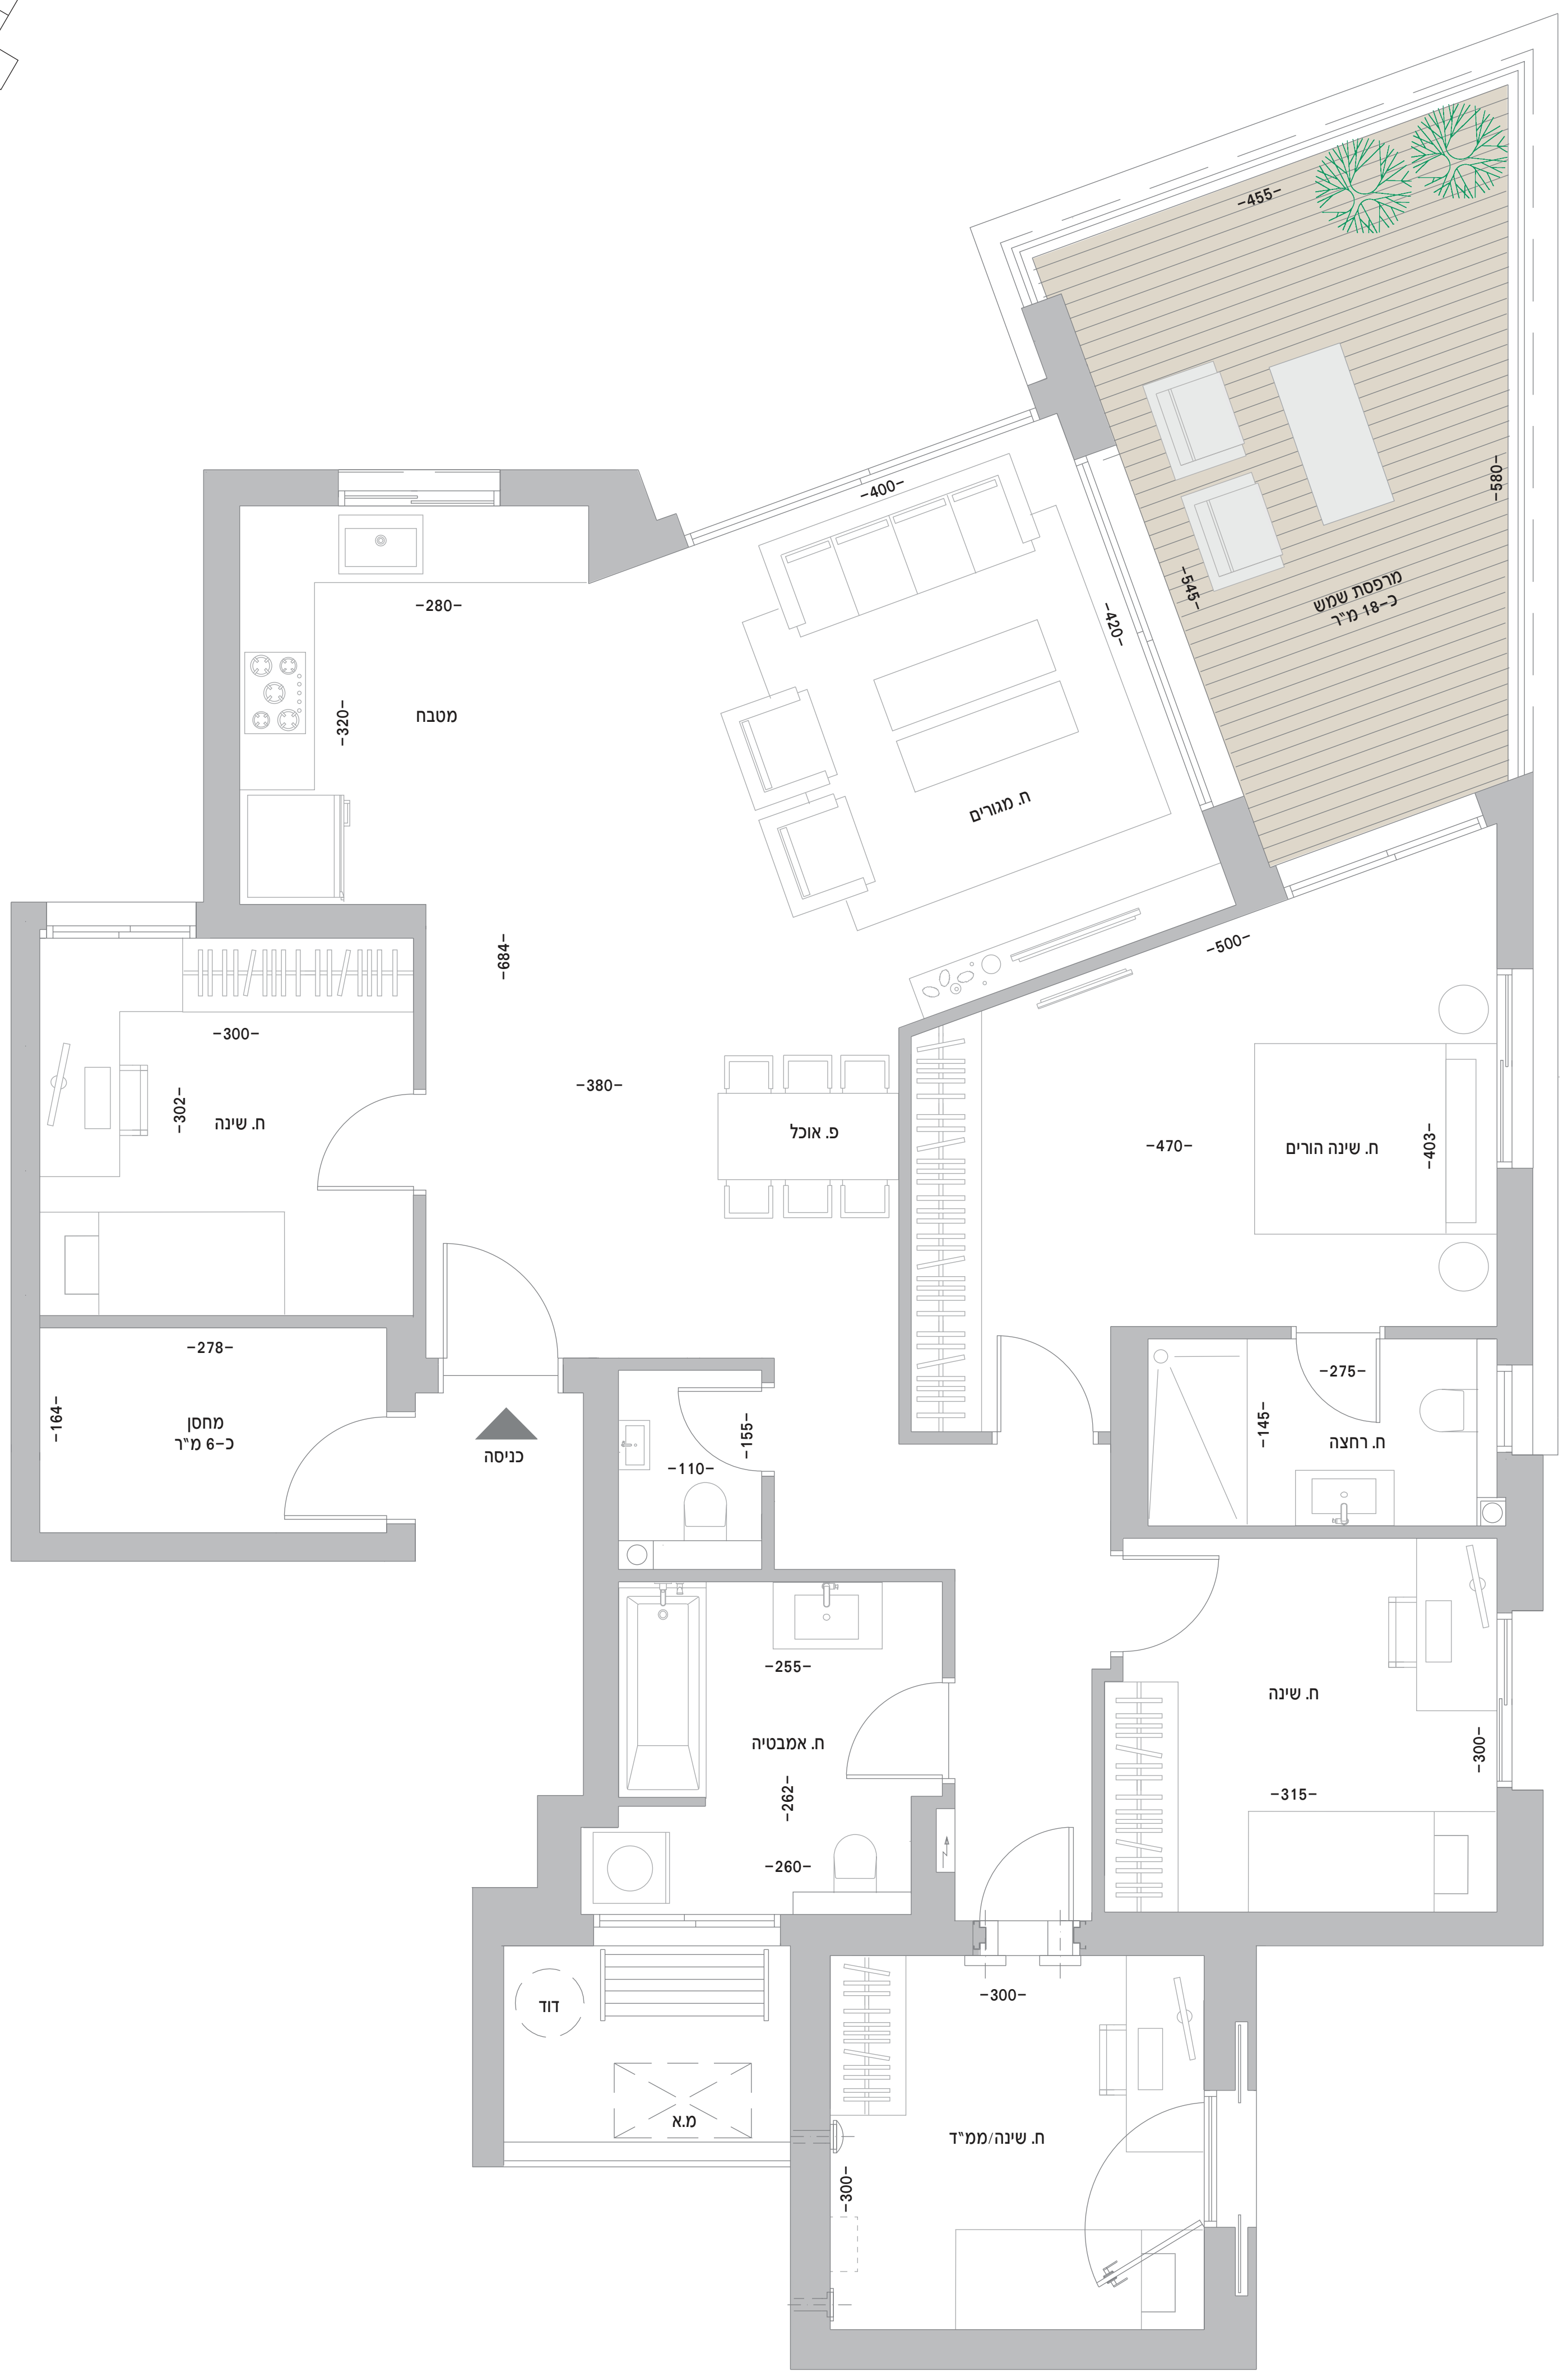 -455-
-580-
-400-
-545-
מרפסת שמש
כ-18 מ"ר
-280-
-420-
-320-
מטבח
ח. מגורים
-684-
-500-
-300-
-380-
-302-
ח. שינה
פ. אוכל
-470-
ח. שינה הורים
-403-
-278-
-164-
מחסן
כ-6 מ"ר
כניסה
-155-
-110-
-275-
-145-
ח. רחצה
-255-
ח. אמבטיה
-262-
-260-
ח. שינה
-300-
-315-
דוד
מ.א
-300-
ח. שינה/ממ"ד
-300-